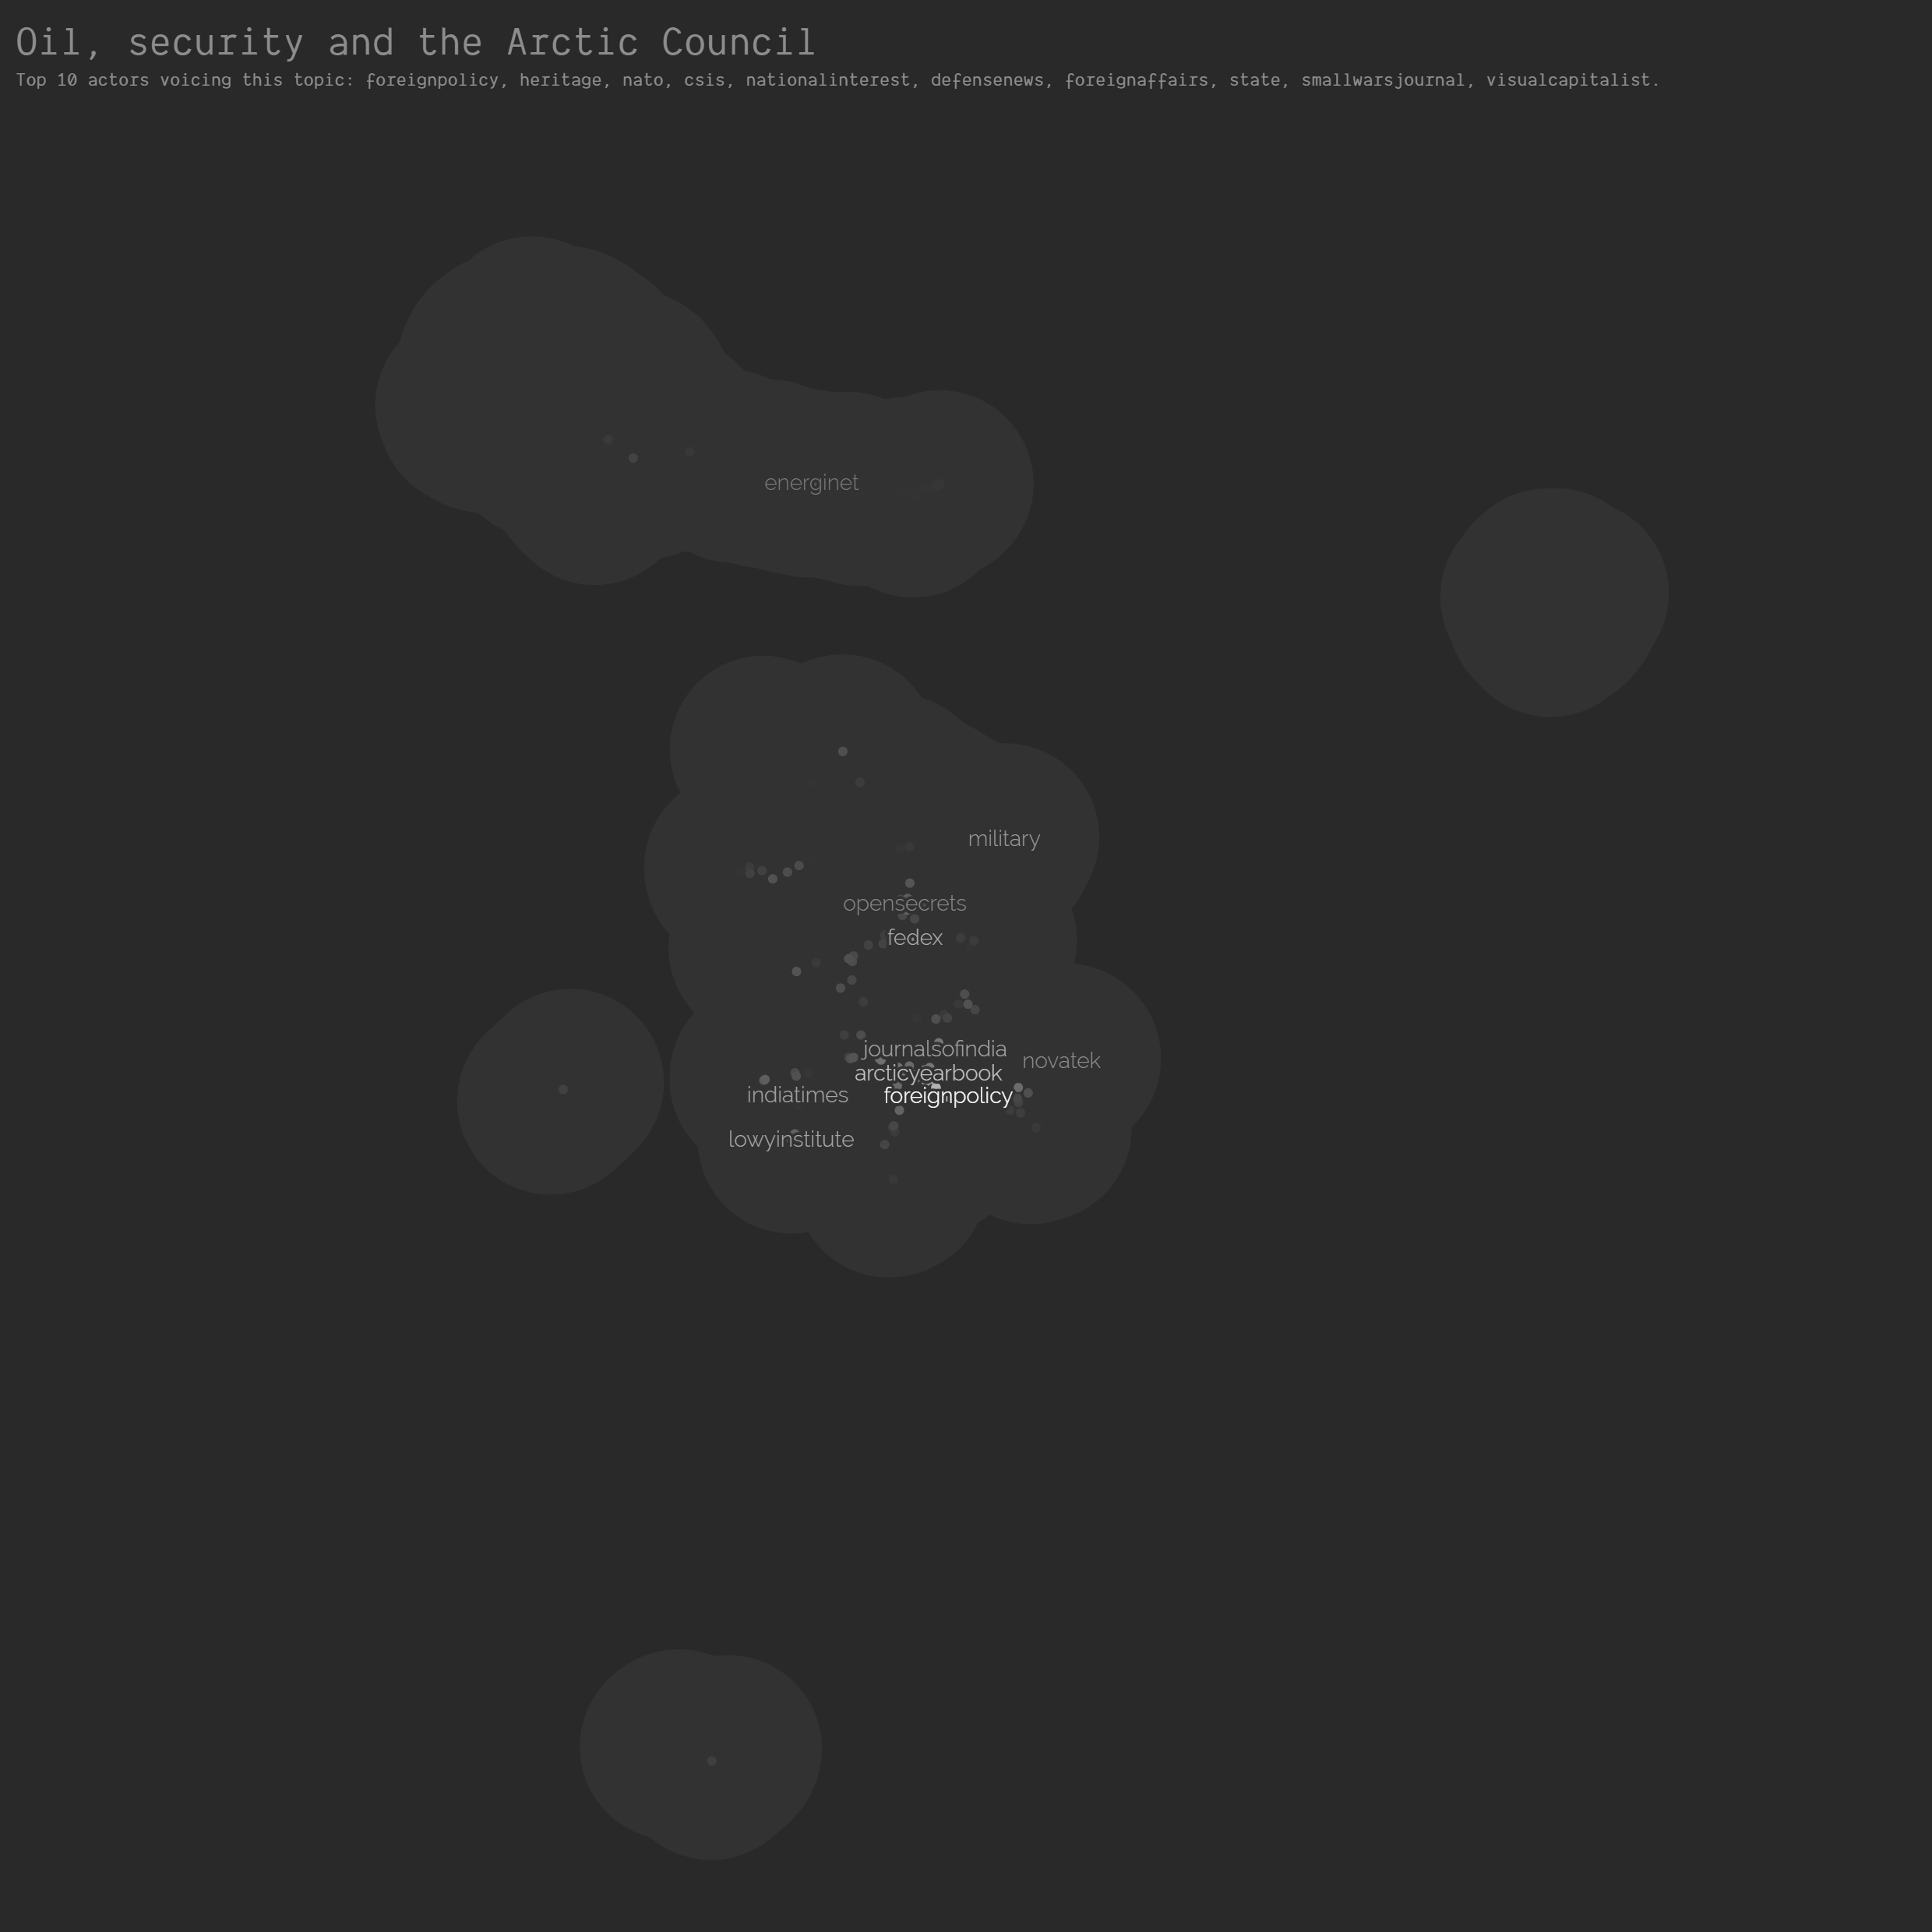 Oil, security and the Arctic Council
Top 10 actors voicing this topic: foreignpolicy, heritage, nato, csis, nationalinterest, defensenews, foreignaffairs, state, smallwarsjournal, visualcapitalist.
energinet
military
opensecrets
fedex
journalsofindia
novatek
arcticyearbook
indiatimes
foreignpolicy
lowyinstitute